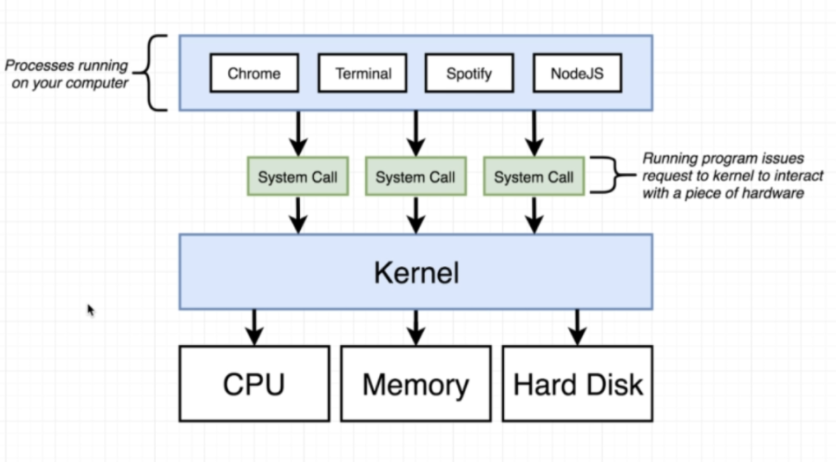 Processes running
on your computer
Chrome
Terminal
Spotify
NodeJS
System Call
System Call
System Call
Running program issues
request to kernel to interact
with a piece of hardware
Kernel
CPU
Memory
Hard Disk